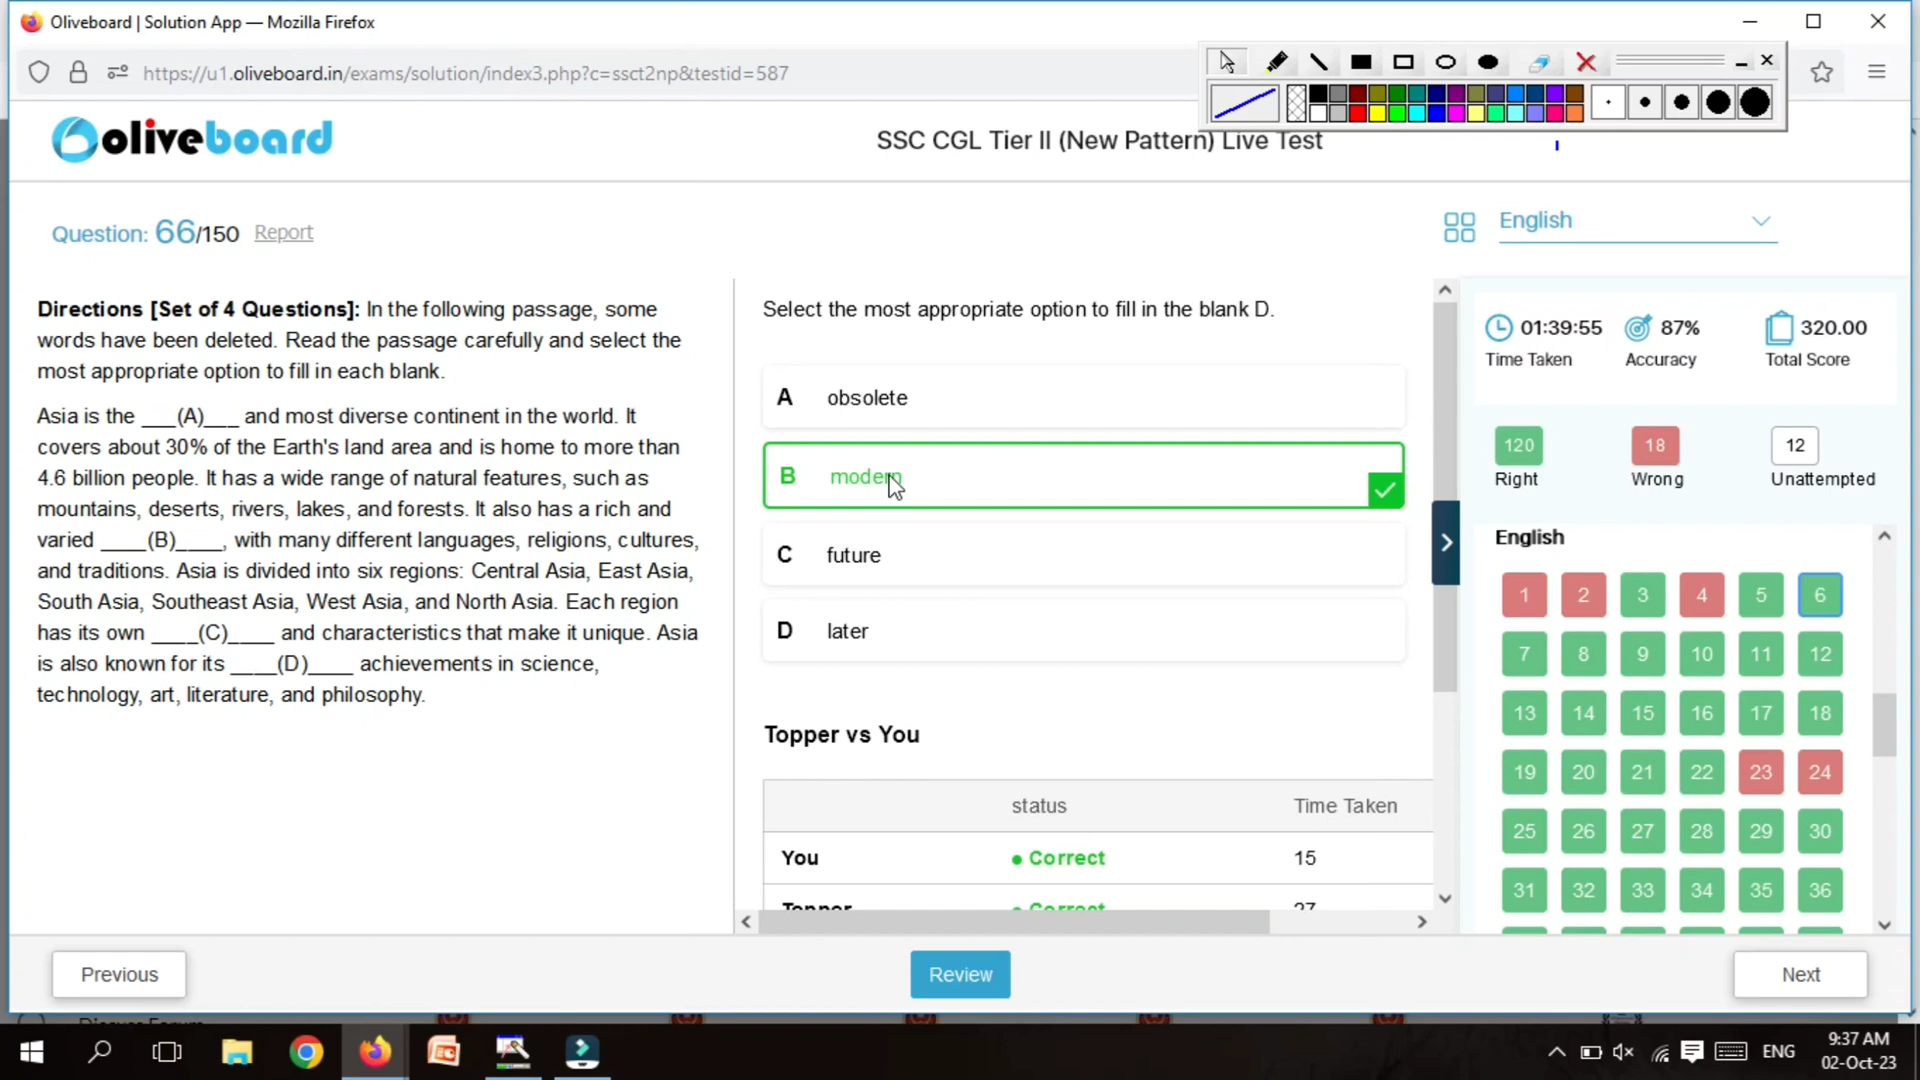 Oliveboard | Solution App — Mozilla Firefox
https://u1.oliveboard.in/exams/solution/index3.php?c=ssct2np&testid=587
oliveboard
SSC CGL Tier II (New Pattern) Live Test
Question: 66/150 Report
English
Directions [Set of 4 Questions]: In the following passage, some
words have been deleted. Read the passage carefully and select the
most appropriate option to fill in each blank.
Asia is the ___(A)___ and most diverse continent in the world. It
covers about 30% of the Earth's land area and is home to more than
4.6 billion people. It has a wide range of natural features, such as
mountains, deserts, rivers, lakes, and forests. It also has a rich and
varied ____(B)____, with many different languages, religions, cultures,
and traditions. Asia is divided into six regions: Central Asia, East Asia,
South Asia, Southeast Asia, West Asia, and North Asia. Each region
has its own ____(C)____ and characteristics that make it unique. Asia
is also known for its ____(D)____ achievements in science,
technology, art, literature, and philosophy.
Select the most appropriate option to fill in the blank D.
A obsolete
B modern
C future
D later
Topper vs You
status Time Taken
You Correct 15
Topper Correct 27
01:39:55 87% 320.00
Time Taken Accuracy Total Score
120 18 12
Right Wrong Unattempted
English
1 2 3 4 5 6
7 8 9 10 11 12
13 14 15 16 17 18
19 20 21 22 23 24
25 26 27 28 29 30
31 32 33 34 35 36
Previous
Review
Next
Discuss Forum
ENG
9:37 AM
02-Oct-23